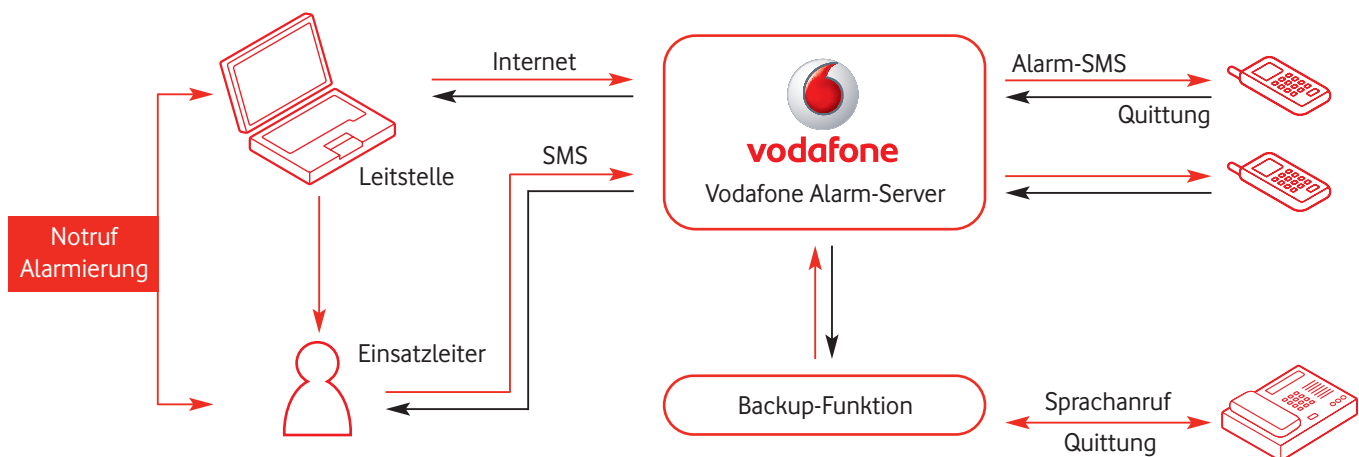 Internet
Alarm-SMS
Quittung
vodafone
SMS
Leitstelle
Vodafone Alarm-Server
Notruf
Alarmierung
Einsatzleiter
Backup-Funktion
Sprachanruf
Quittung